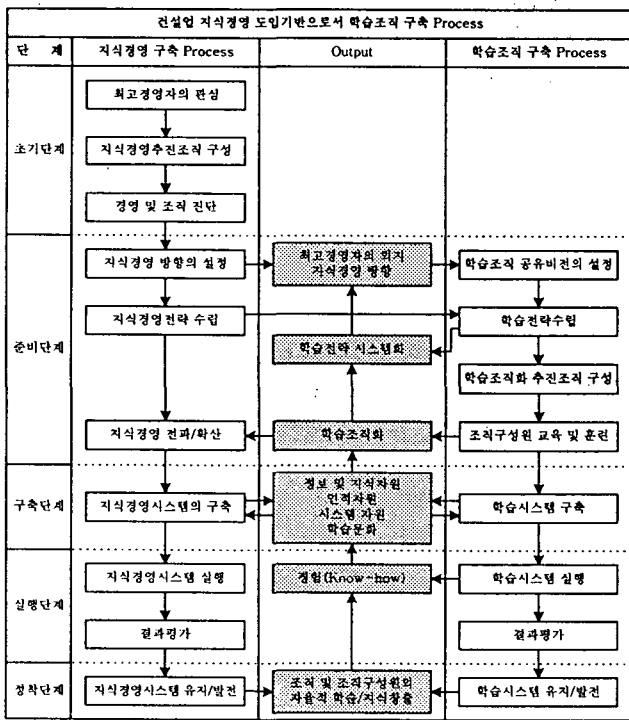 건설업 지식경영 도입기반으로서 학습조직 구축 Process
단 계
지식경영 구축 Process
Output
학습조직 구축 Process
초기단계
최고경영자의 관심
지식경영추진조직 구성
경영 및 조직 진단
준비단계
지식경영 방향의 설정
최고경영자의 의지
지식경영 방향
학습조직 공유비전의 설정
지식경영전략 수립
학습전략수립
학습전략 시스템화
학습조직화 추진조직 구성
지식경영 전파/확산
학습조직화
조직구성원 교육 및 훈련
구축단계
지식경영시스템의 구축
정보 및 지식자원
인적자원
시스템 자원
학습문화
학습시스템 구축
실행단계
지식경영시스템 실행
경험(Know-how)
학습시스템 실행
결과평가
결과평가
정착단계
지식경영시스템 유지/발전
조직 및 조직구성원의
자율적 학습/지식창출
학습시스템 유지/발전